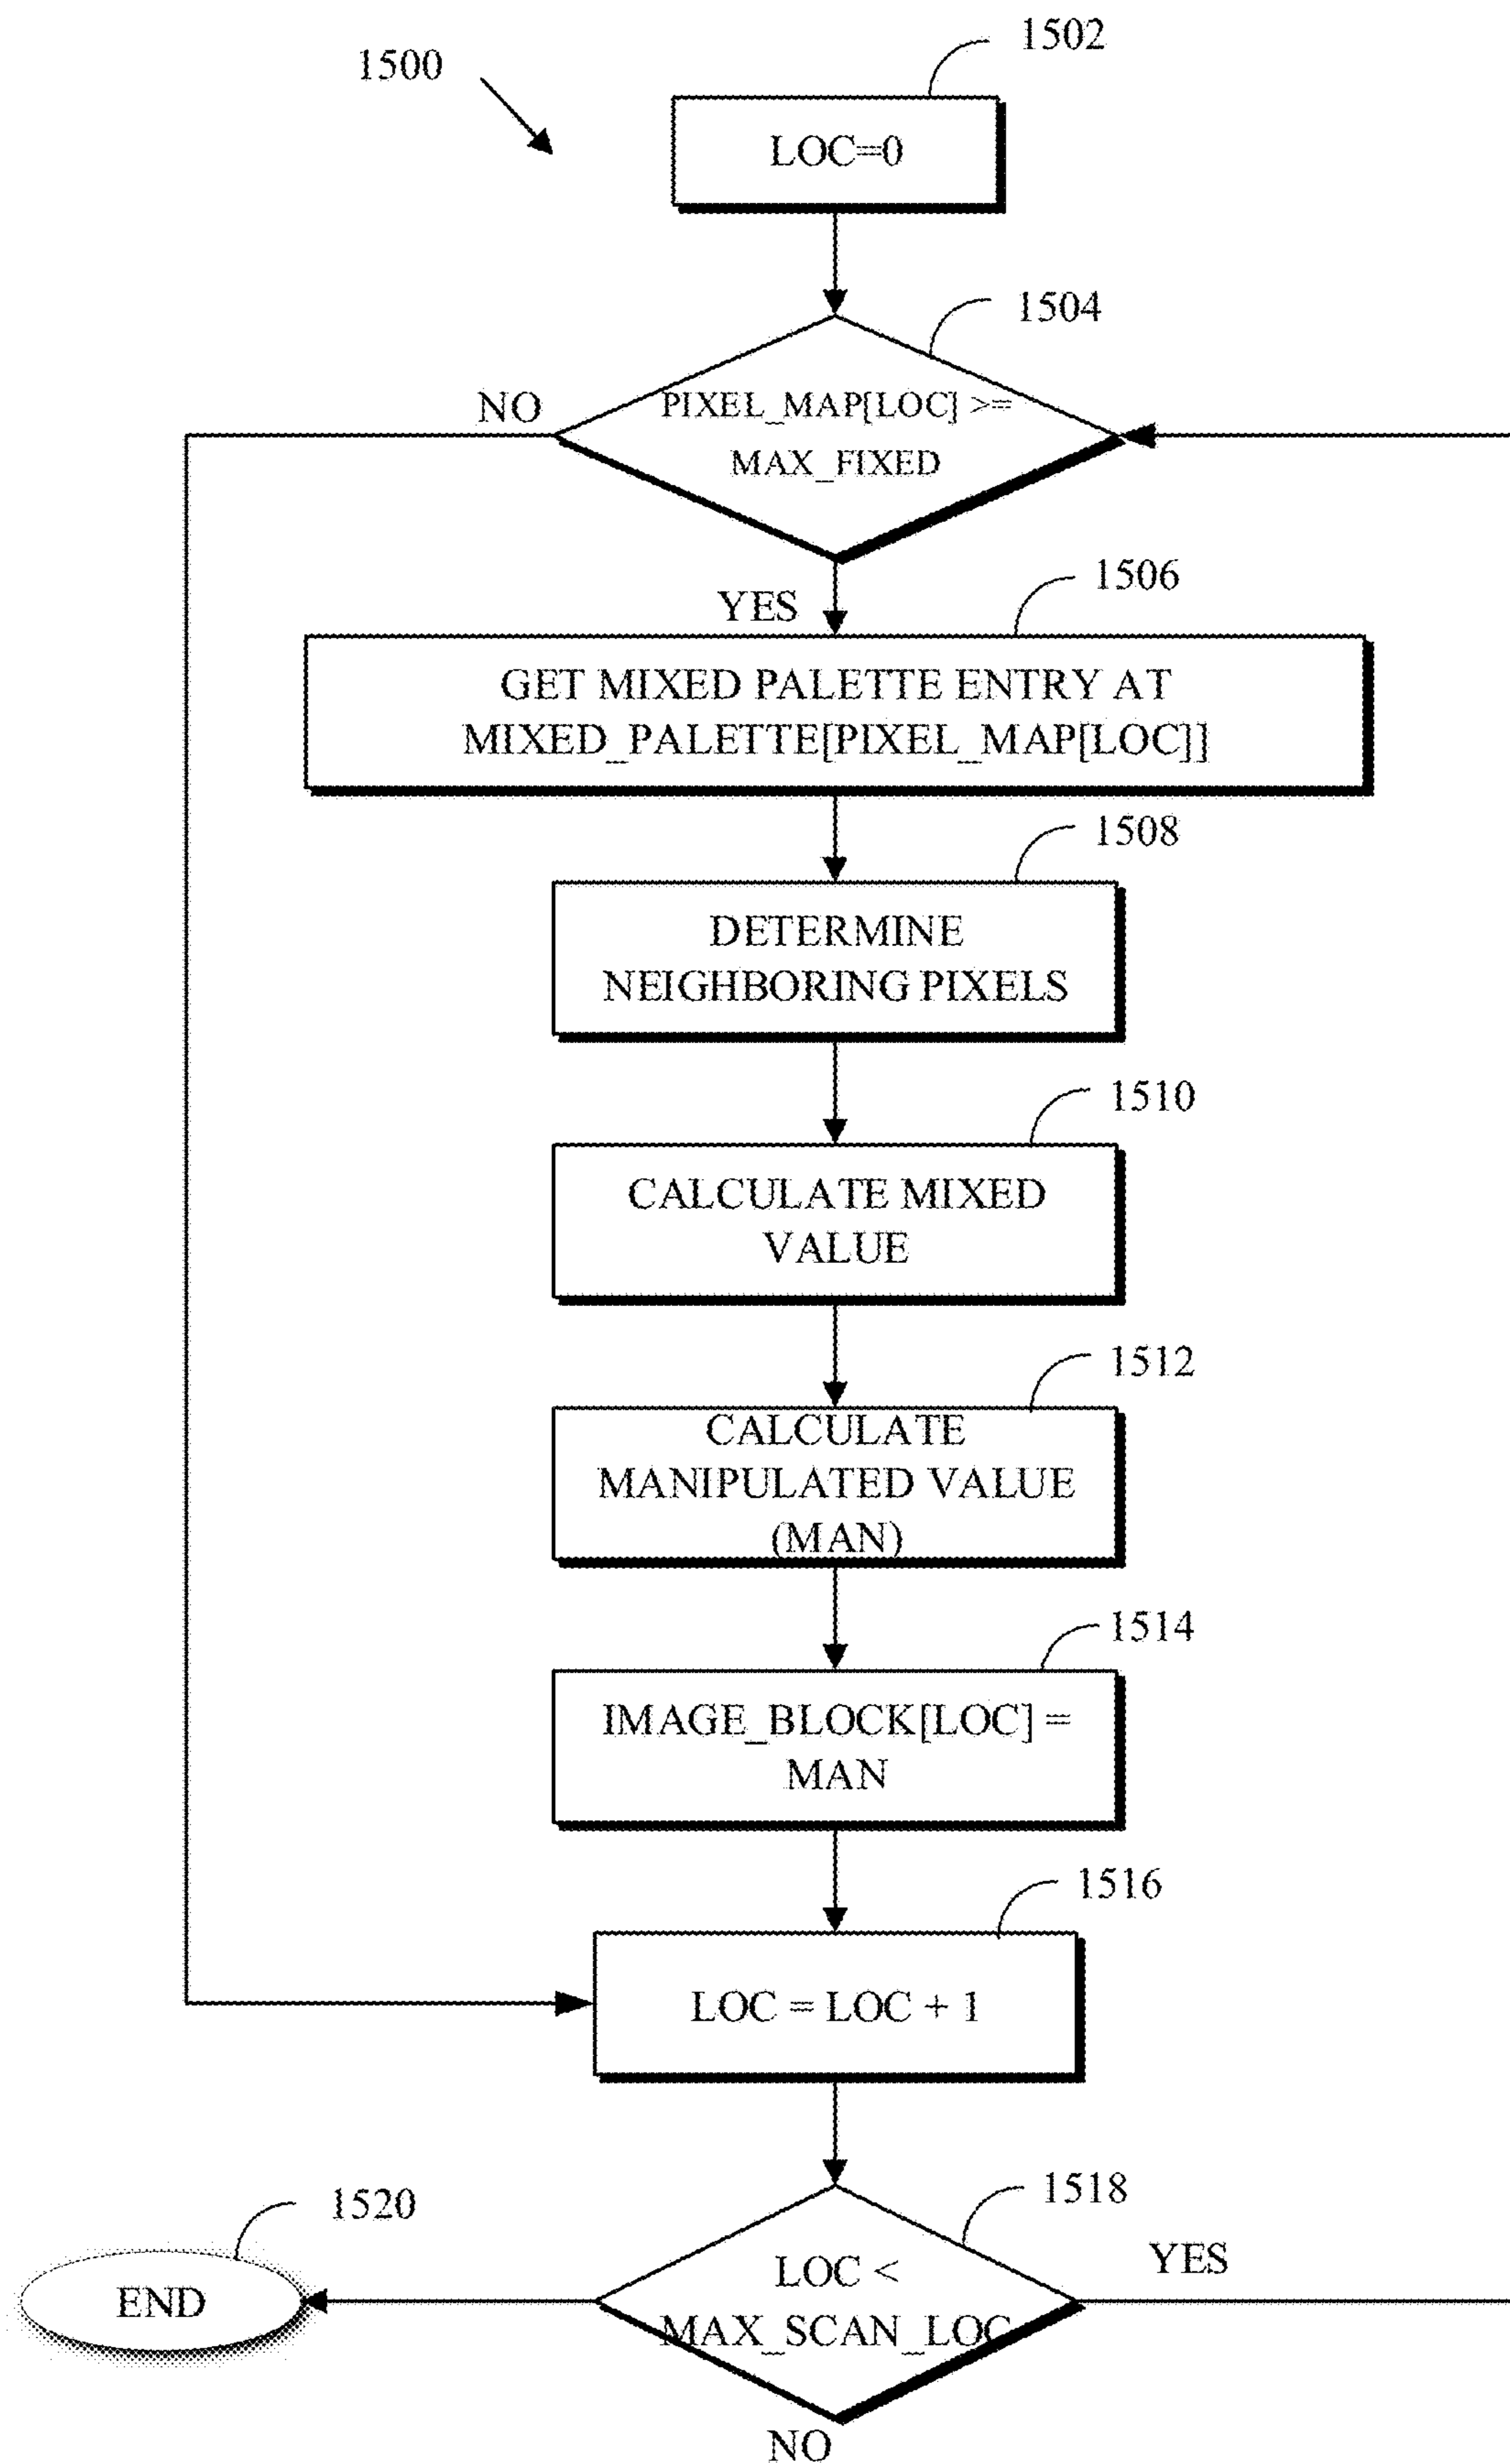 1500
1502
LOC=0
1504
NO
PIXEL_MAP[LOC] >=
MAX_FIXED
YES
1506
GET MIXED PALETTE ENTRY AT
MIXED_PALETTE[PIXEL_MAP[LOC]]
1508
DETERMINE
NEIGHBORING PIXELS
1510
CALCULATE MIXED
VALUE
1512
CALCULATE
MANIPULATED VALUE
(MAN)
1514
IMAGE_BLOCK[LOC] =
MAN
1516
LOC = LOC + 1
1518
LOC <
MAX_SCAN_LOC
YES
NO
1520
END